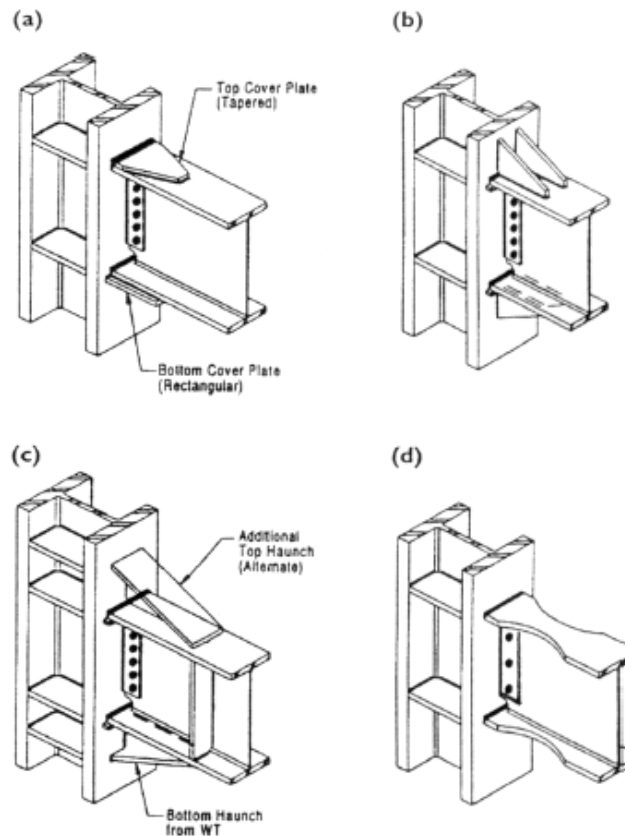 (a)
Top Cover Plate
(Tapered)
Bottom Cover Plate
(Rectangular)
(b)
(c)
Additional
Top Haunch
(Alternate)
Bottom Haunch
from WT
(d)